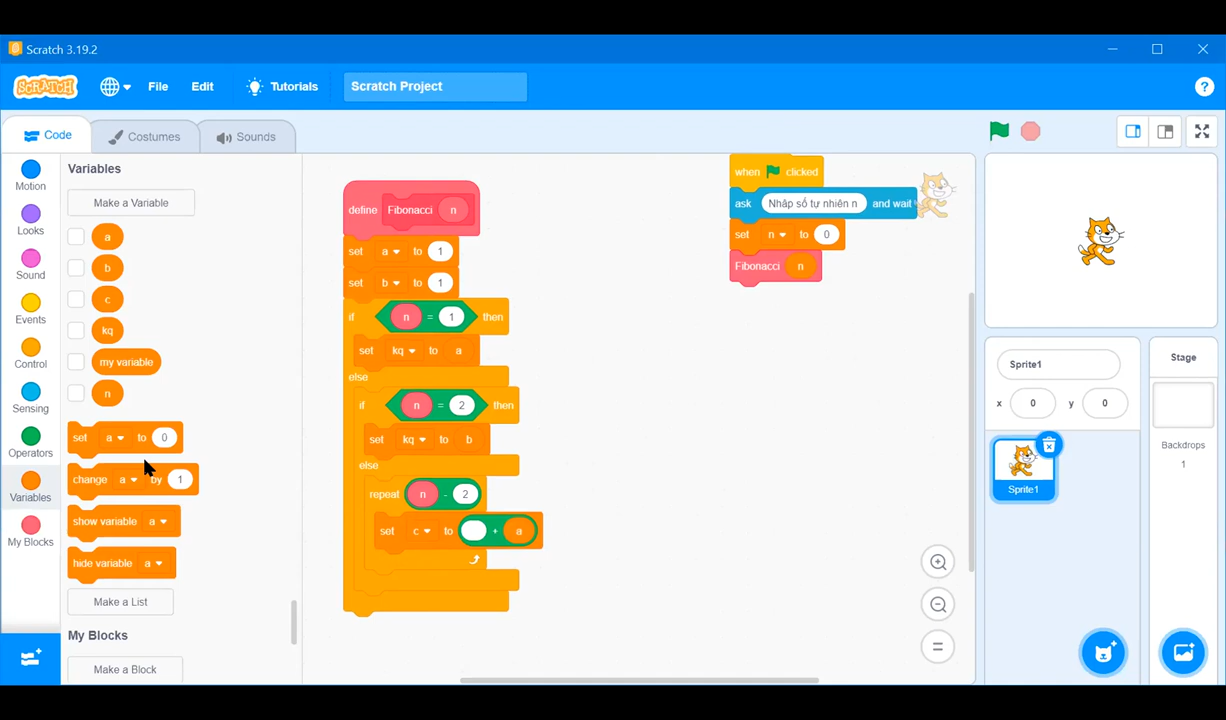 Scratch 3.19.2
SCRATCH File Edit Tutorials Scratch Project ?
Code Costumes Sounds
Motion
Looks
Sound
Events
Control
Sensing
Operators
Variables
My Blocks
Variables
Make a Variable
a
b
c
kq
my variable
n
set a to 0
change a by 1
show variable a
hide variable a
Make a List
My Blocks
Make a Block
define Fibonacci n
set a to 1
set b to 1
if n = 1 then
set kq to a
else
if n = 2 then
set kq to b
else
repeat n - 2
set c to + a
when clicked
ask Nhâp số tự nhiên n and wait
set n to 0
Fibonacci n
Sprite1
x 0 y 0
Sprite1
Stage
Backdrops
1